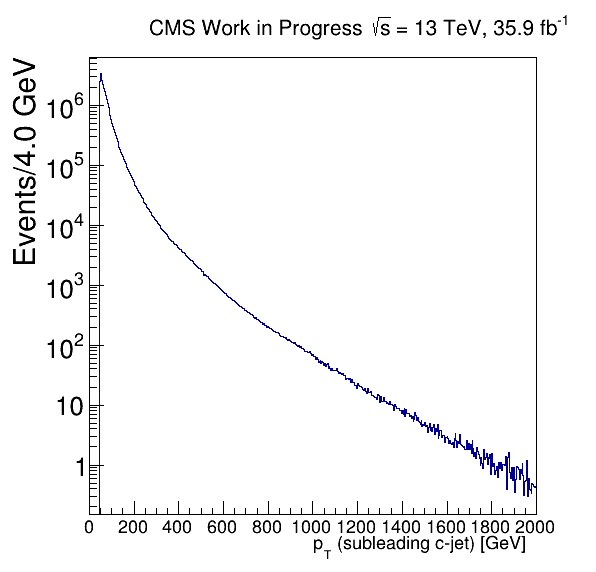 CMS Work in Progress √s = 13 TeV, 35.9 fb⁻¹
Events/4.0 GeV
10⁶
10⁵
10⁴
10³
10²
10
1
0 200 400 600 800 1000 1200 1400 1600 1800 2000
p_T (subleading c-jet) [GeV]